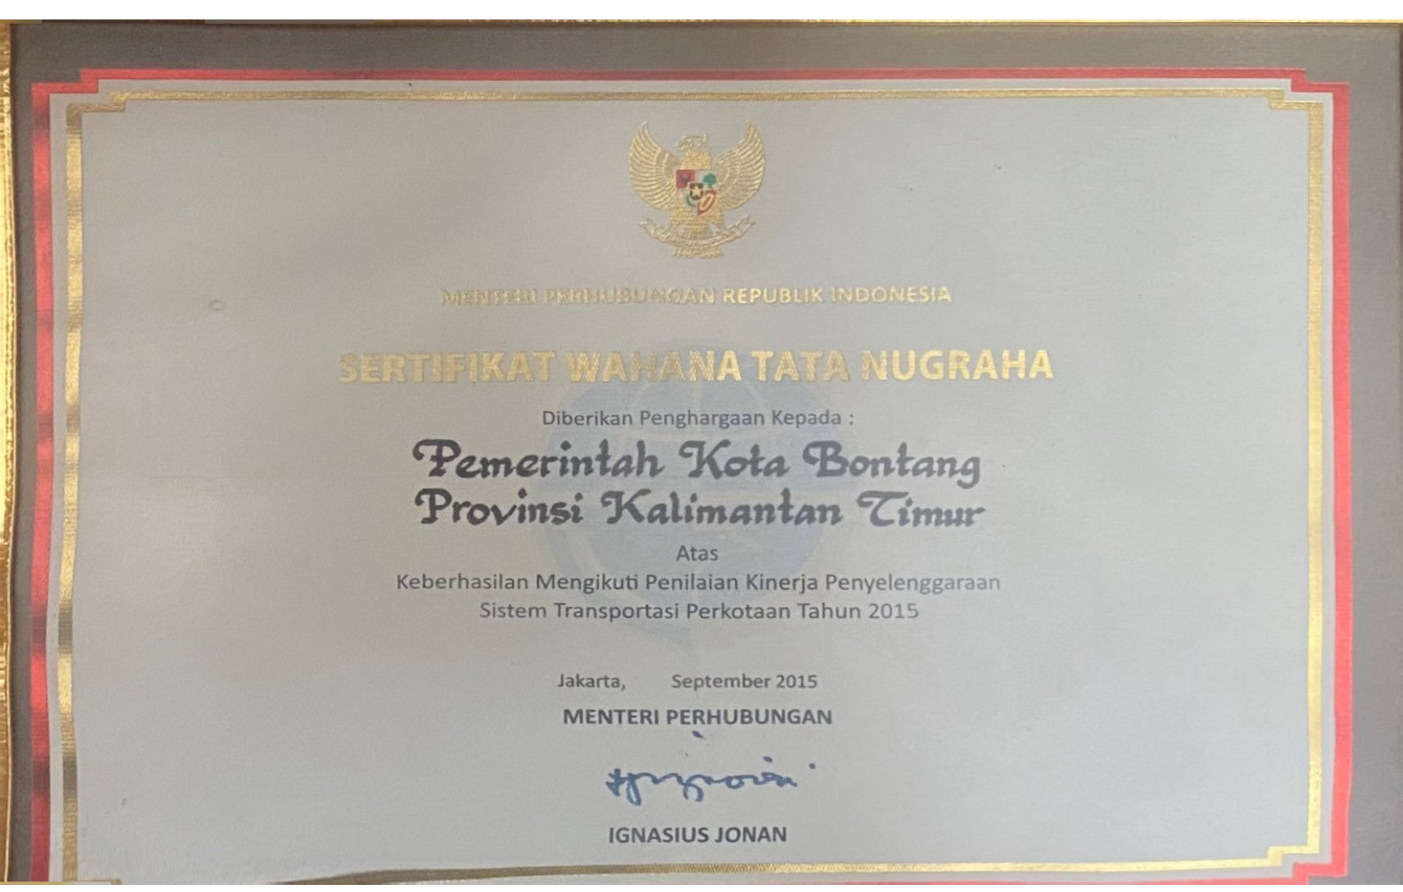 MENTERI PERHUBUNGAN REPUBLIK INDONESIA
SERTIFIKAT WAHANA TATA NUGRAHA
Diberikan Penghargaan Kepada :
Pemerintah Kota Bontang
Provinsi Kalimantan Timur
Atas
Keberhasilan Mengikuti Penilaian Kinerja Penyelenggaraan
Sistem Transportasi Perkotaan Tahun 2015
Jakarta, September 2015
MENTERI PERHUBUNGAN
IGNASIUS JONAN